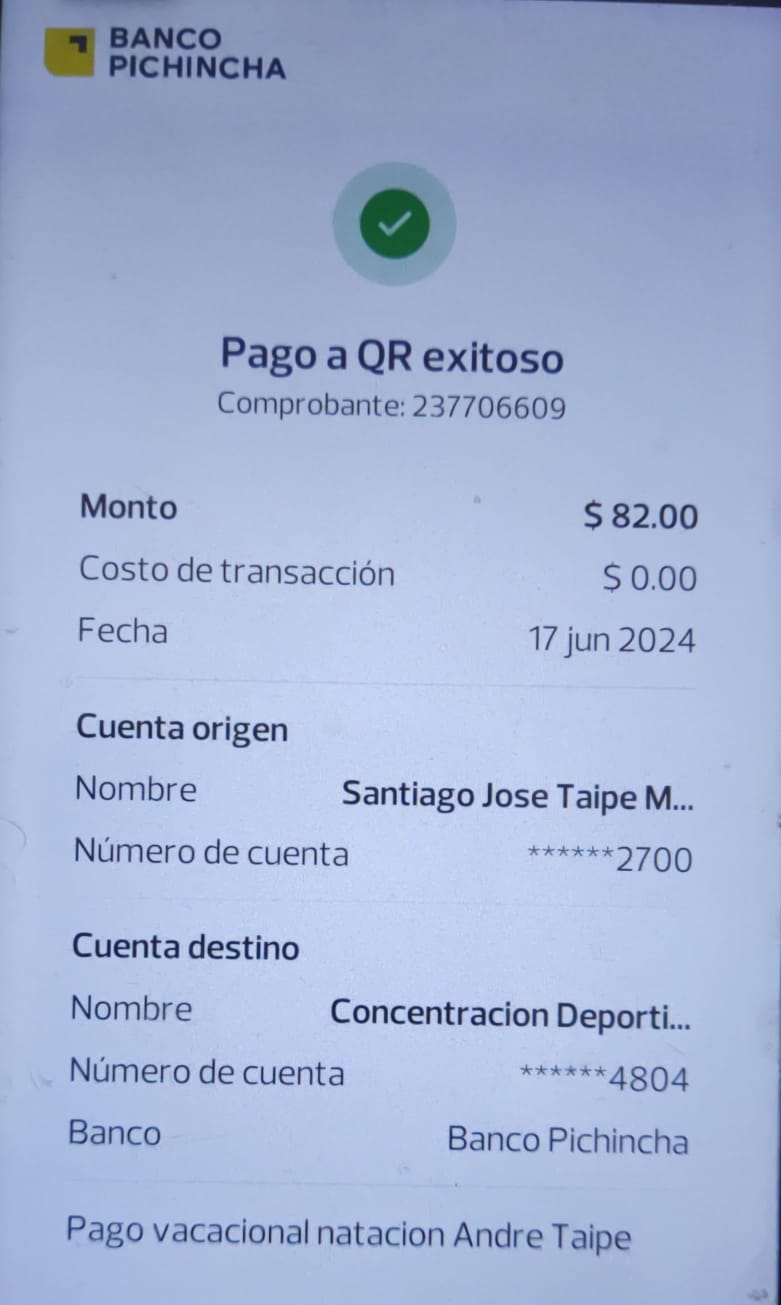 BANCO
PICHINCHA
Pago a QR exitoso
Comprobante: 237706609
Monto $ 82.00
Costo de transacción $ 0.00
Fecha 17 jun 2024
Cuenta origen
Nombre Santiago Jose Taipe M...
Número de cuenta ******2700
Cuenta destino
Nombre Concentracion Deporti...
Número de cuenta ******4804
Banco Banco Pichincha
Pago vacacional natacion Andre Taipe